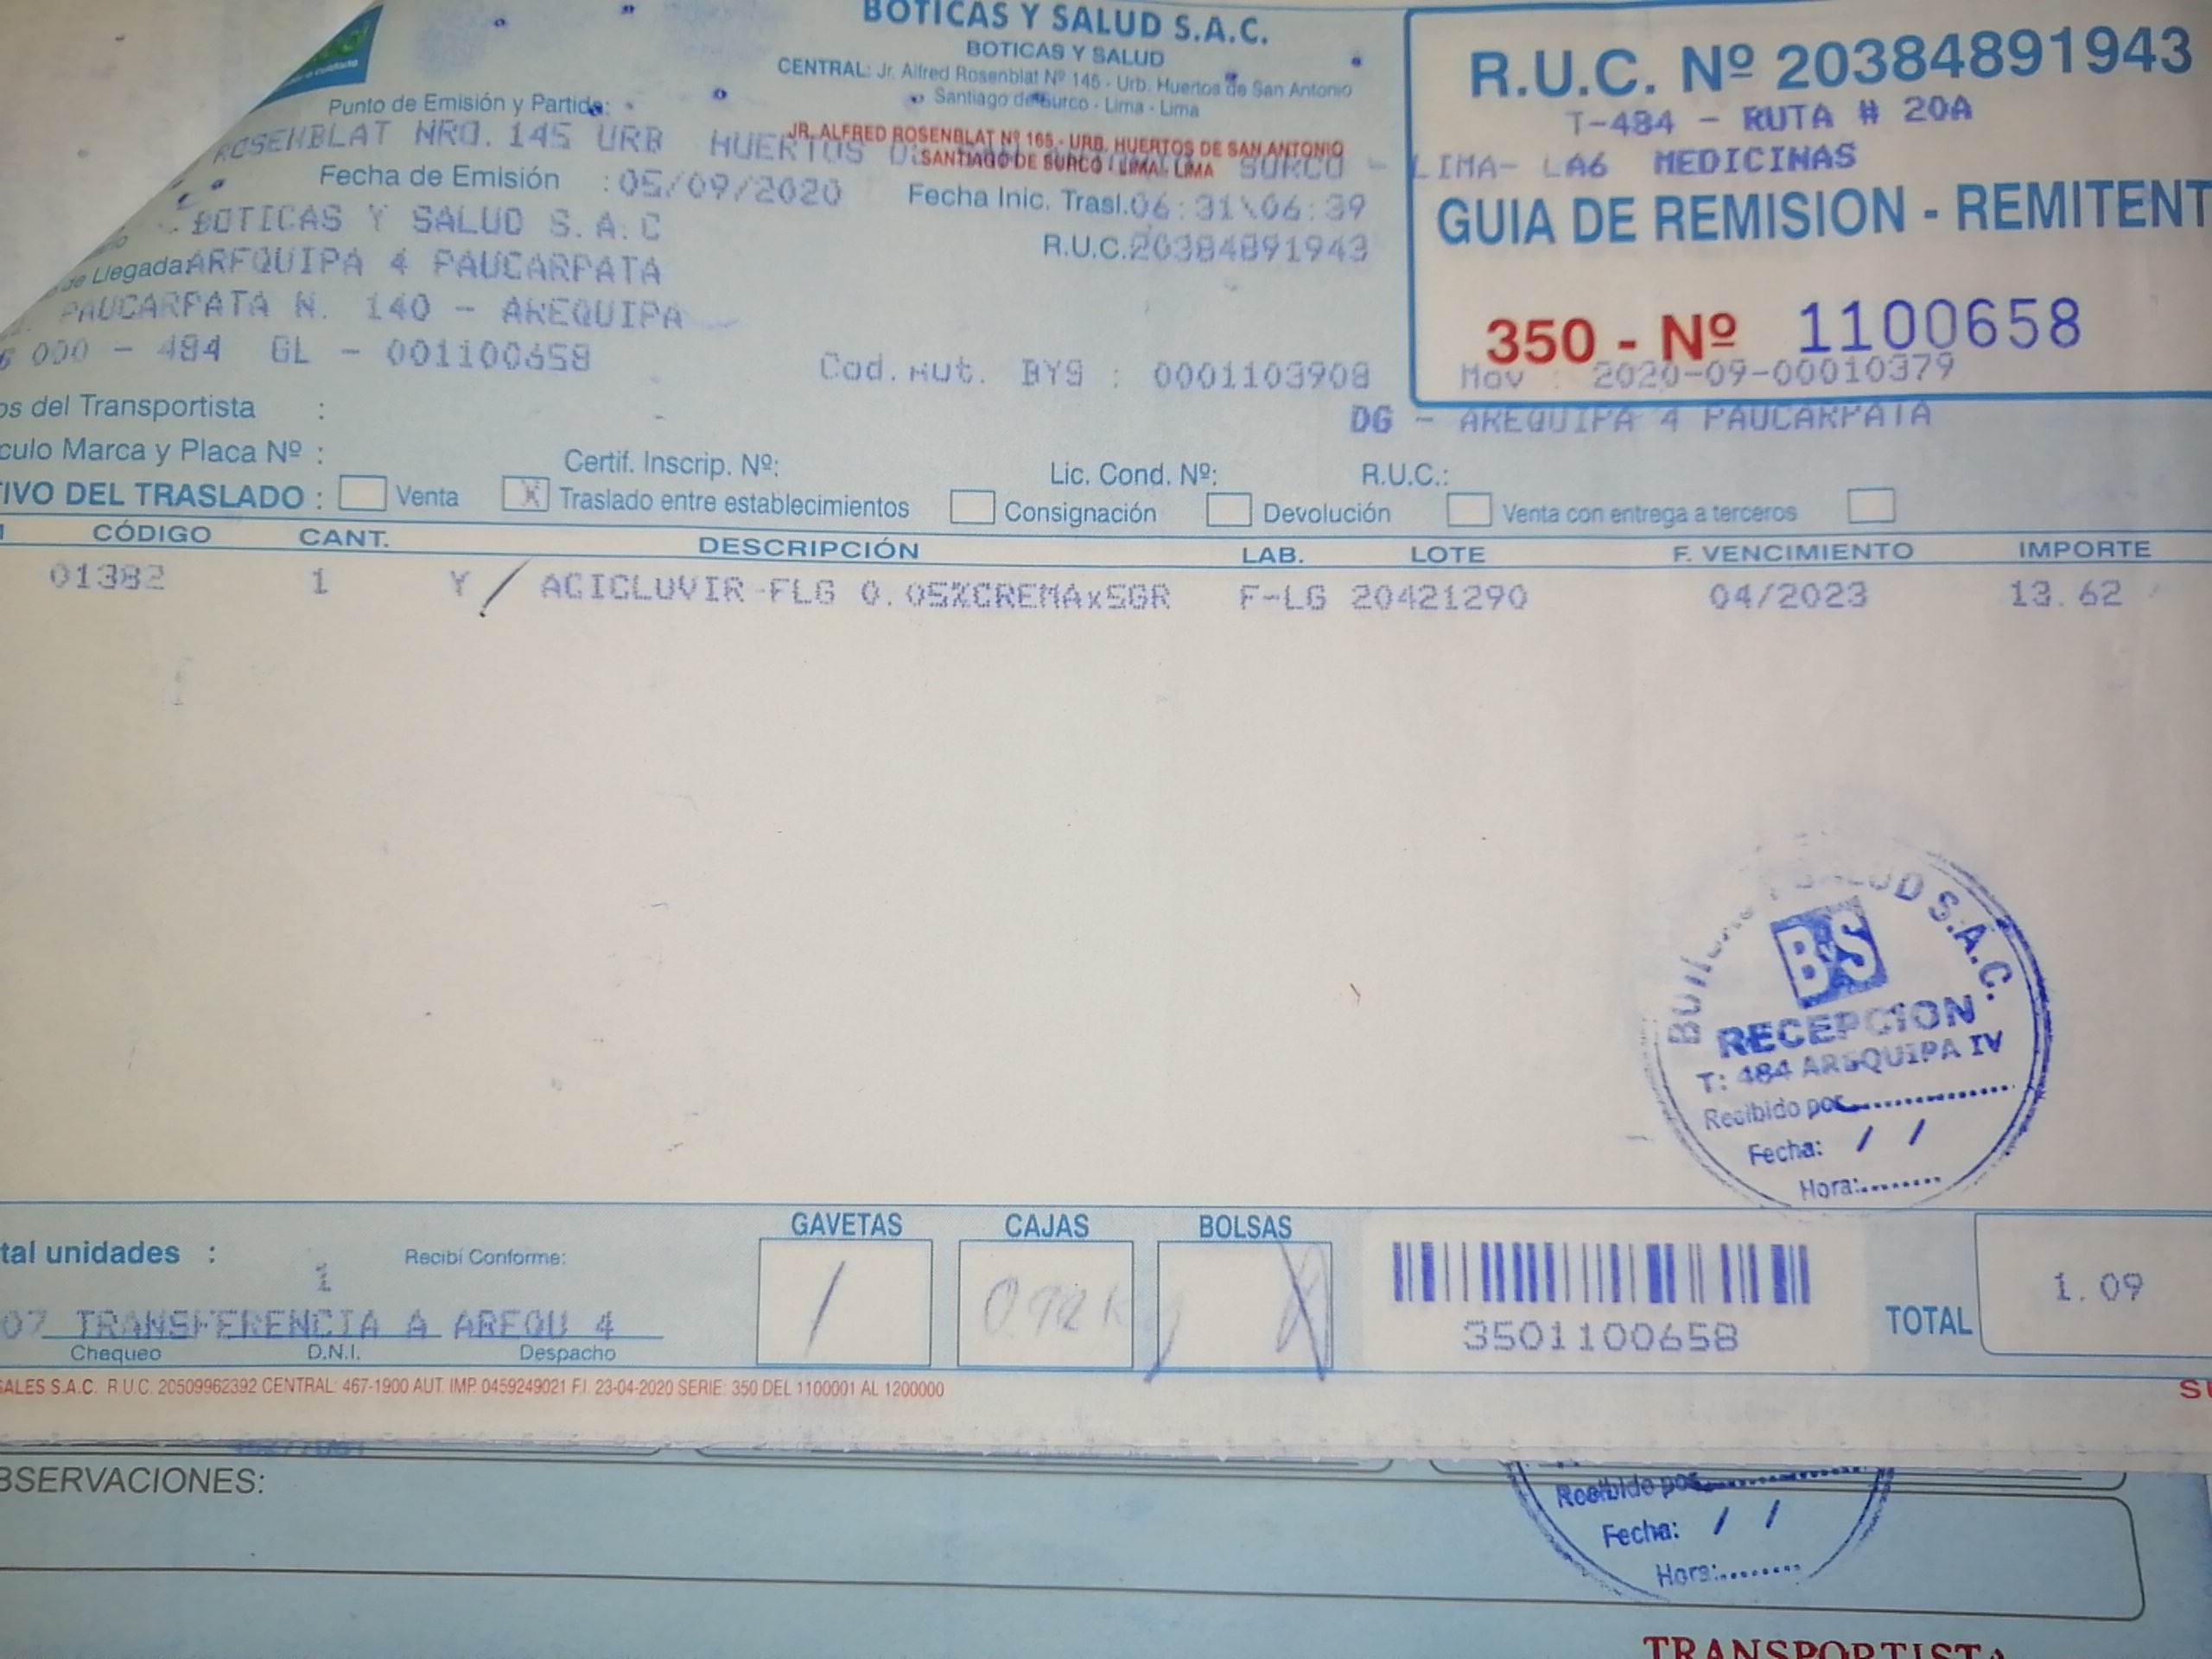 BOTICAS Y SALUD S.A.C.
BOTICAS Y SALUD
CENTRAL: Jr. Alfred Rosenblat Nº 145 - Urb. Huertos de San Antonio
Santiago de Surco - Lima - Lima
JR. ALFRED ROSENBLAT Nº 165 - URB. HUERTOS DE SAN ANTONIO
SANTIAGO DE SURCO / LIMA - LIMA
R.U.C. Nº 20384891943
T-484 - RUTA # 20A
MEDICINAS
GUIA DE REMISION - REMITENT
350 - Nº 1100658
Mov : 2020-09-00010379
DG - AREQUIPA 4 PAUCARPATA
Punto de Emisión y Partida:
ROSENBLAT NRO. 145 URB HUERTOS SURCO - LIMA- LA6
Fecha de Emisión :05/09/2020 Fecha Inic. Trasl.06:31\06:39
BOTICAS Y SALUD S.A.C R.U.C.20384891943
de Llegada:AREQUIPA 4 PAUCARPATA
PAUCARPATA N. 140 - AREQUIPA
000 - 484 GL - 001100658 Cod.Aut. BYS : 0001103908
os del Transportista :
culo Marca y Placa Nº : Certif. Inscrip. Nº: Lic. Cond. Nº: R.U.C.:
IVO DEL TRASLADO : Venta X Traslado entre establecimientos Consignación Devolución Venta con entrega a terceros
CÓDIGO CANT. DESCRIPCIÓN LAB. LOTE F. VENCIMIENTO IMPORTE
01382 1 Y / ACICLUVIR-FLG 0.05%CREMAx5GR F-LG 20421290 04/2023 13.62
BOTICAS Y SALUD S.A.C.
BYS
RECEPCION
T: 484 AREQUIPA IV
Recibido por
Fecha: / /
Hora:
GAVETAS CAJAS BOLSAS
tal unidades : 1 Recibí Conforme:
07 TRANSFERENCIA A AREQU 4
Chequeo D.N.I. Despacho
3501100658
TOTAL 1.09
ALES S.A.C. R.U.C. 20509962392 CENTRAL: 467-1900 AUT. IMP. 0459249021 F.I. 23-04-2020 SERIE: 350 DEL 1100001 AL 1200000
BSERVACIONES:
Recibido por
Fecha: / /
Hora:
TRANSPORTISTA